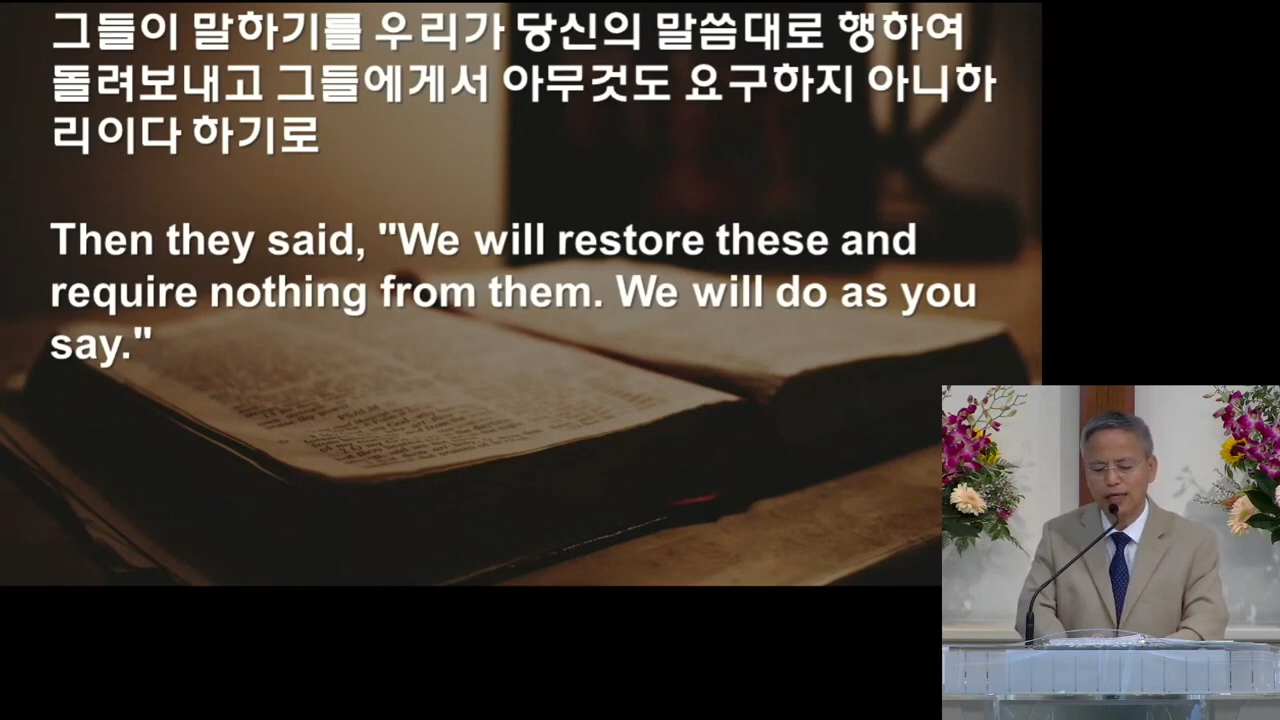 그들이 말하기를 우리가 당신의 말씀대로 행하여
돌려보내고 그들에게서 아무것도 요구하지 아니하
리이다 하기로
Then they said, "We will restore these and
require nothing from them. We will do as you
say."